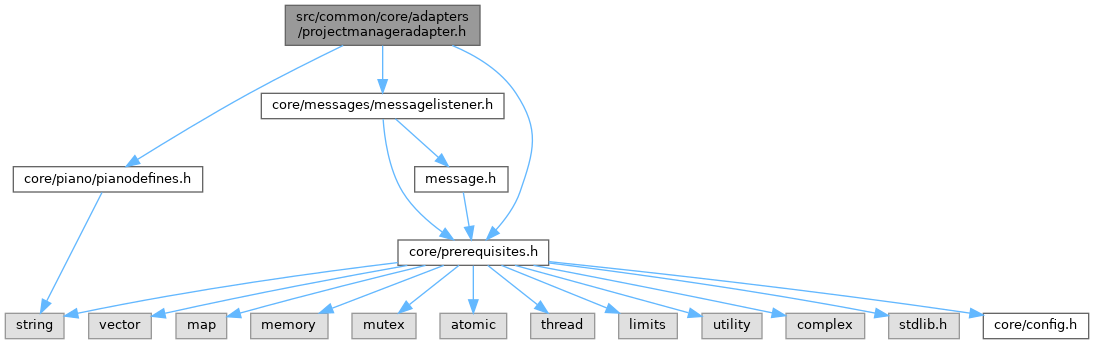 src/common/core/adapters
/projectmanageradapter.h
core/messages/messagelistener.h
core/piano/pianodefines.h
message.h
core/prerequisites.h
string
vector
map
memory
mutex
atomic
thread
limits
utility
complex
stdlib.h
core/config.h